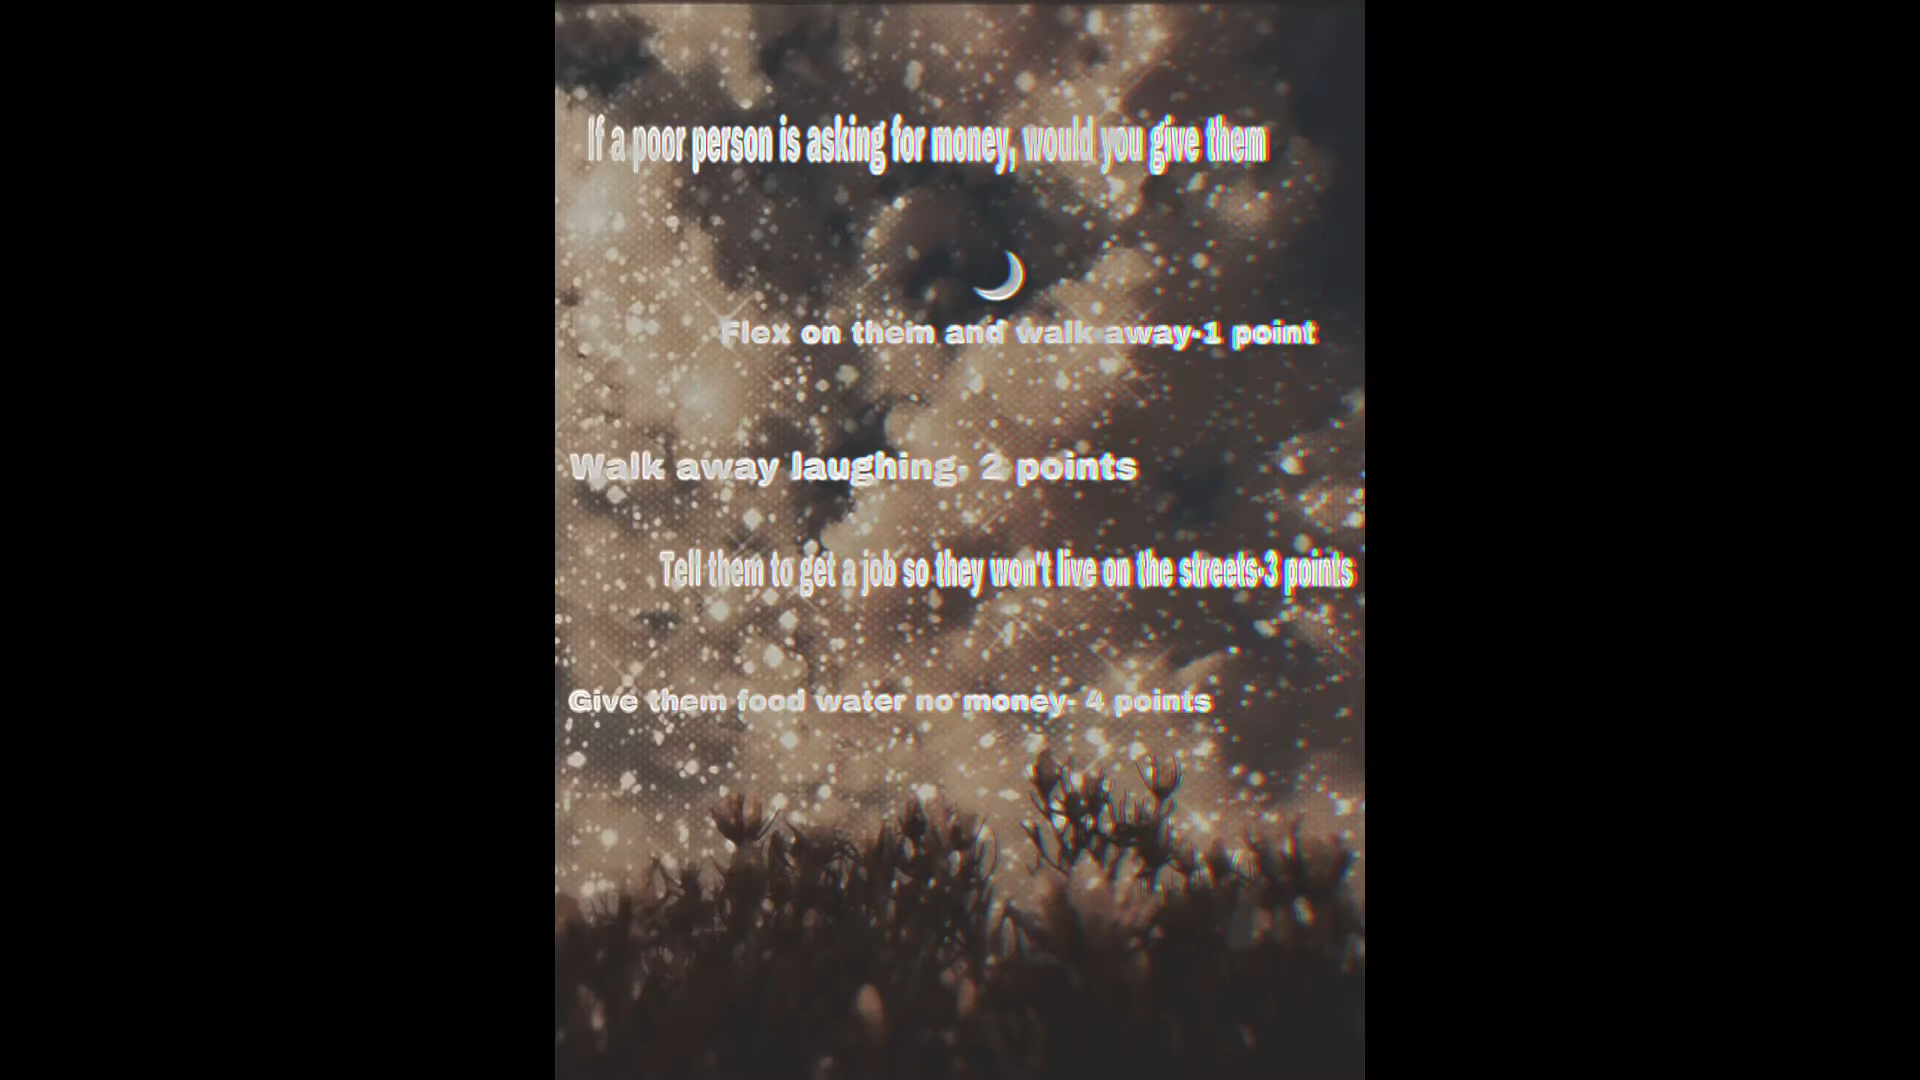 If a poor person is asking for money, would you give them
Flex on them and walk away-1 point
Walk away laughing- 2 points
Tell them to get a job so they won't live on the streets-3 points
Give them food water no money- 4 points